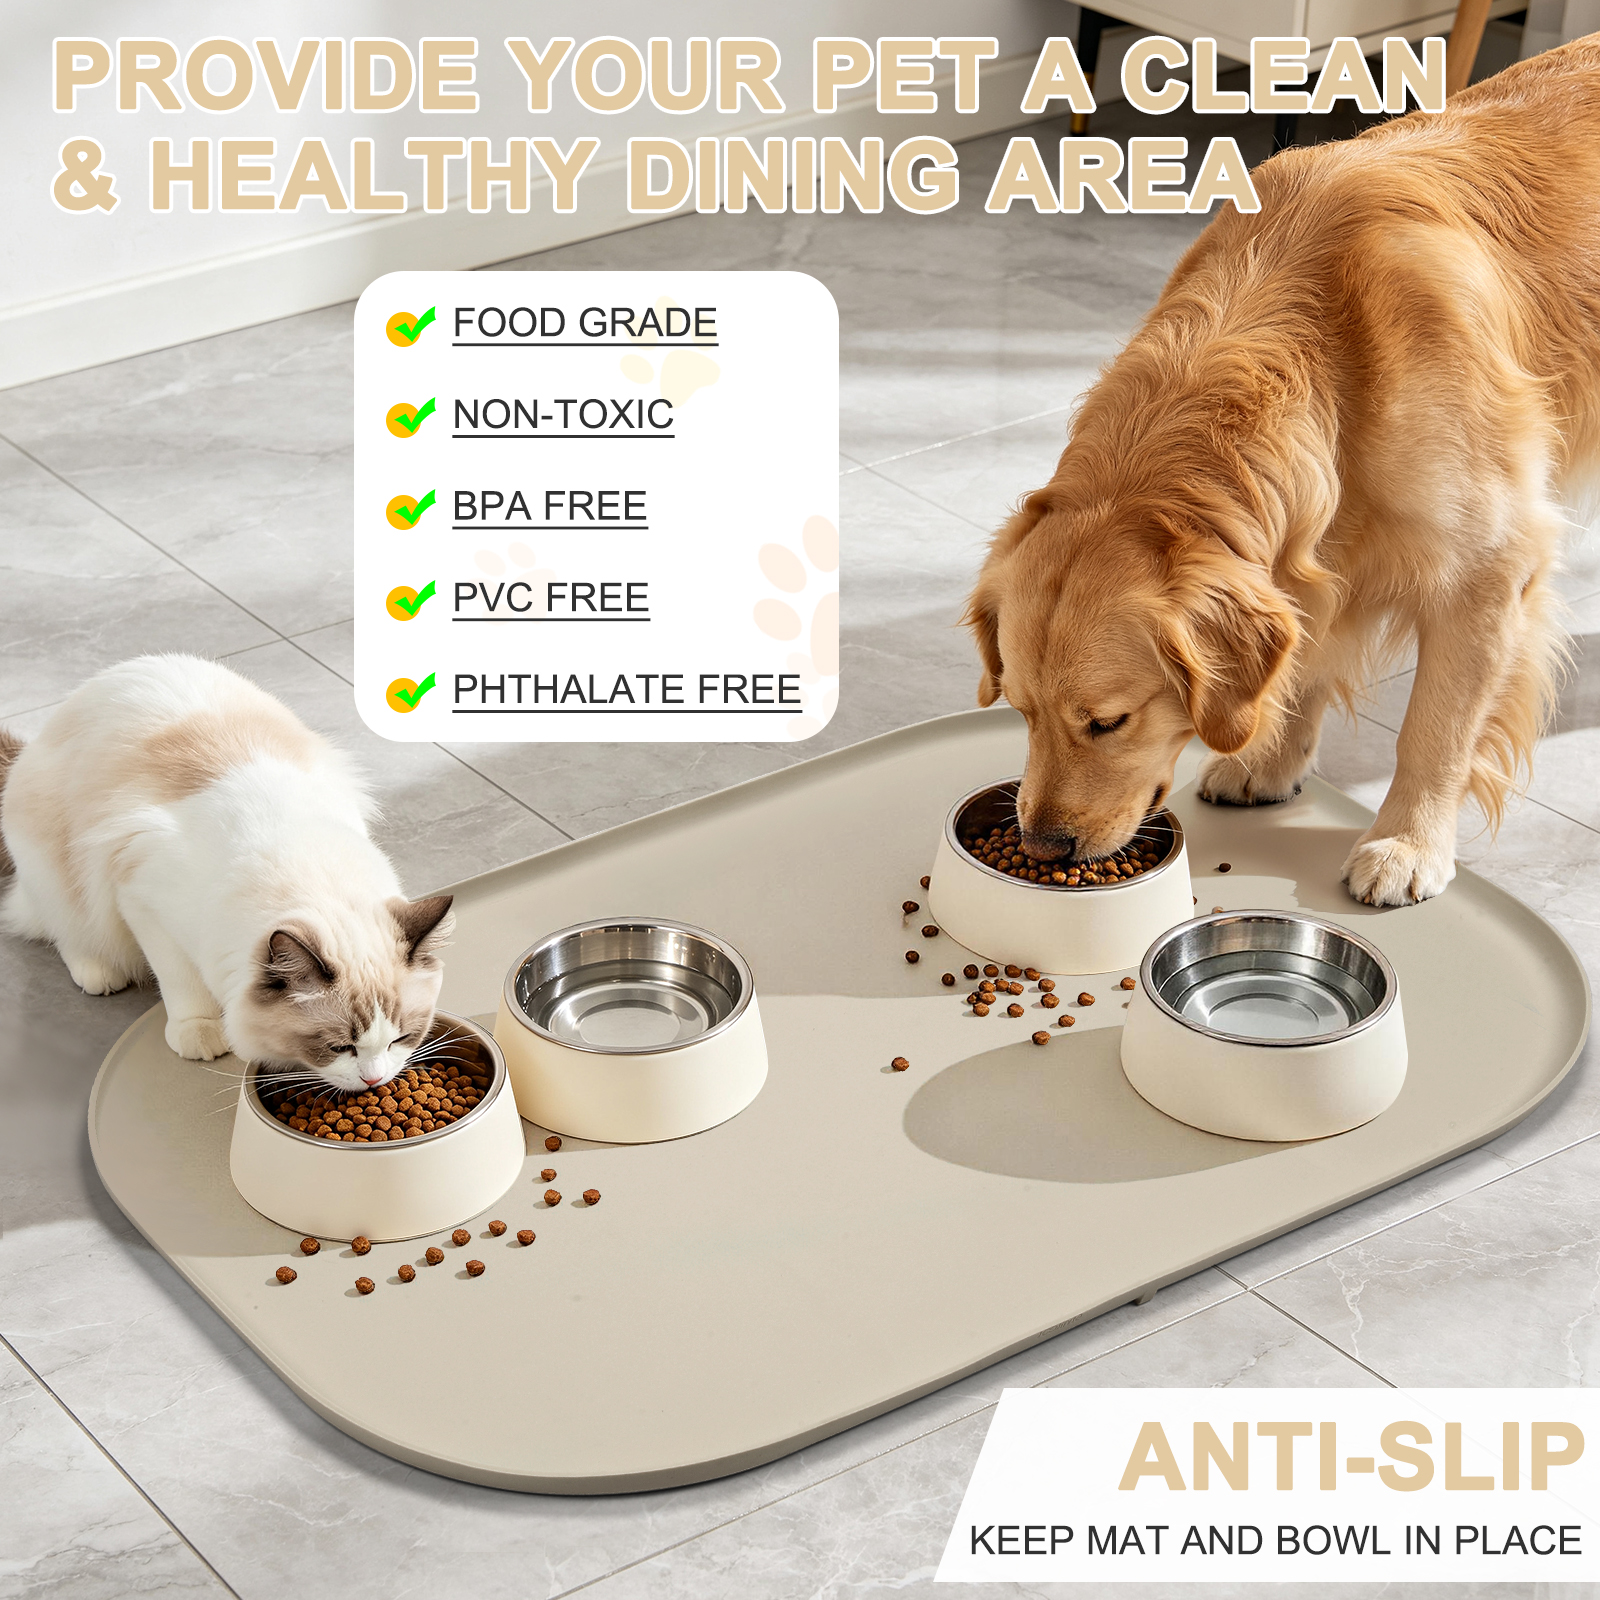 PROVIDE YOUR PET A CLEAN
& HEALTHY DINING AREA
FOOD GRADE
NON-TOXIC
BPA FREE
PVC FREE
PHTHALATE FREE
ANTI-SLIP
KEEP MAT AND BOWL IN PLACE